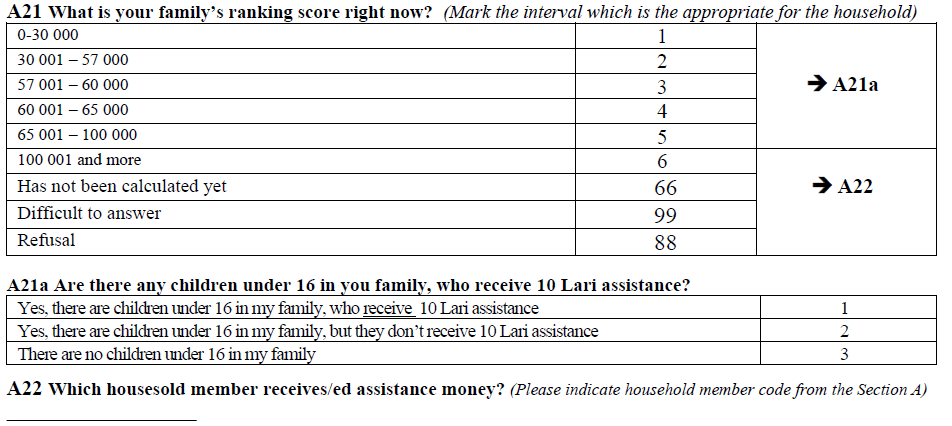 A21 What is your family's ranking score right now? (Mark the interval which is the appropriate for the household)
0-30 000 1
30 001 – 57 000 2
57 001 – 60 000 3 ➔ A21a
60 001 – 65 000 4
65 001 – 100 000 5
100 001 and more 6
Has not been calculated yet 66 ➔ A22
Difficult to answer 99
Refusal 88
A21a Are there any children under 16 in you family, who receive 10 Lari assistance?
Yes, there are children under 16 in my family, who receive 10 Lari assistance 1
Yes, there are children under 16 in my family, but they don't receive 10 Lari assistance 2
There are no children under 16 in my family 3
A22 Which housesold member receives/ed assistance money? (Please indicate household member code from the Section A)